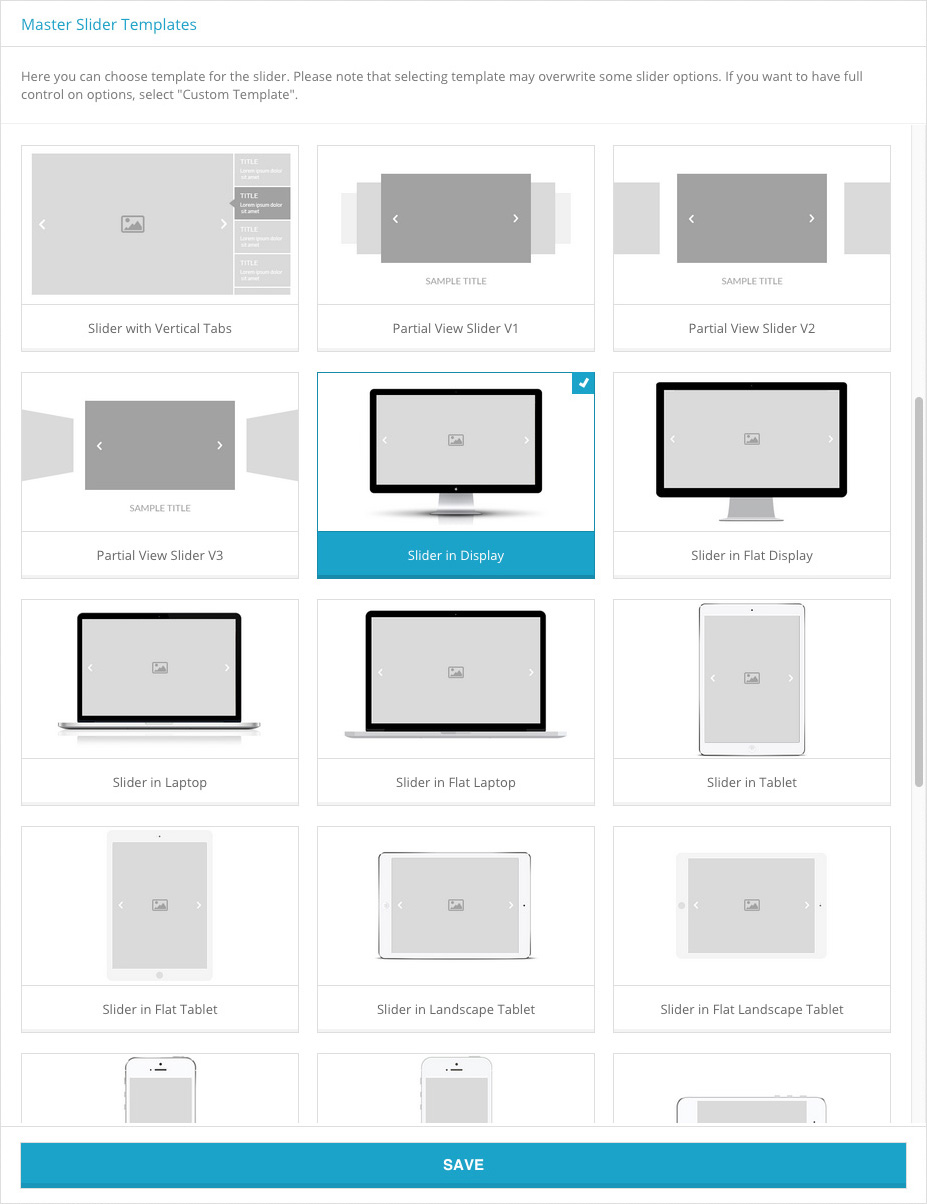 Master Slider Templates
Here you can choose template for the slider. Please note that selecting template may overwrite some slider options. If you want to have full
control on options, select "Custom Template".
TITLE
Lorem ipsum dolor
sit amet
TITLE
Lorem ipsum dolor
sit amet
TITLE
Lorem ipsum dolor
sit amet
TITLE
Lorem ipsum dolor
sit amet
Slider with Vertical Tabs
SAMPLE TITLE
Partial View Slider V1
SAMPLE TITLE
Partial View Slider V2
SAMPLE TITLE
Partial View Slider V3
Slider in Display
Slider in Flat Display
Slider in Laptop
Slider in Flat Laptop
Slider in Tablet
Slider in Flat Tablet
Slider in Landscape Tablet
Slider in Flat Landscape Tablet
SAVE